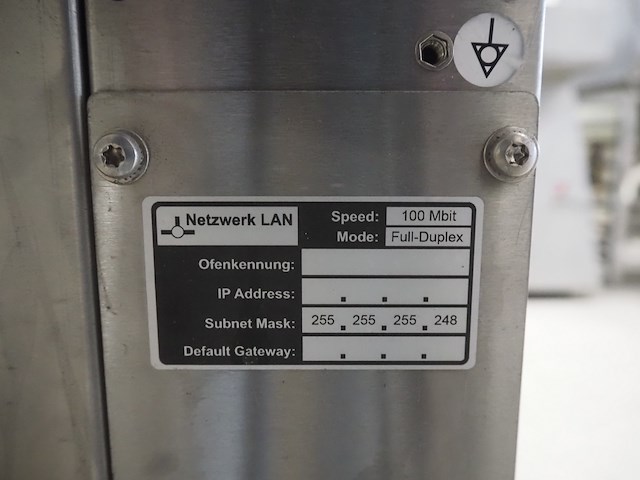 Netzwerk LAN
Speed: 100 Mbit
Mode: Full-Duplex
Ofenkennung:
IP Address: . . .
Subnet Mask: 255 . 255 . 255 . 248
Default Gateway: . . .